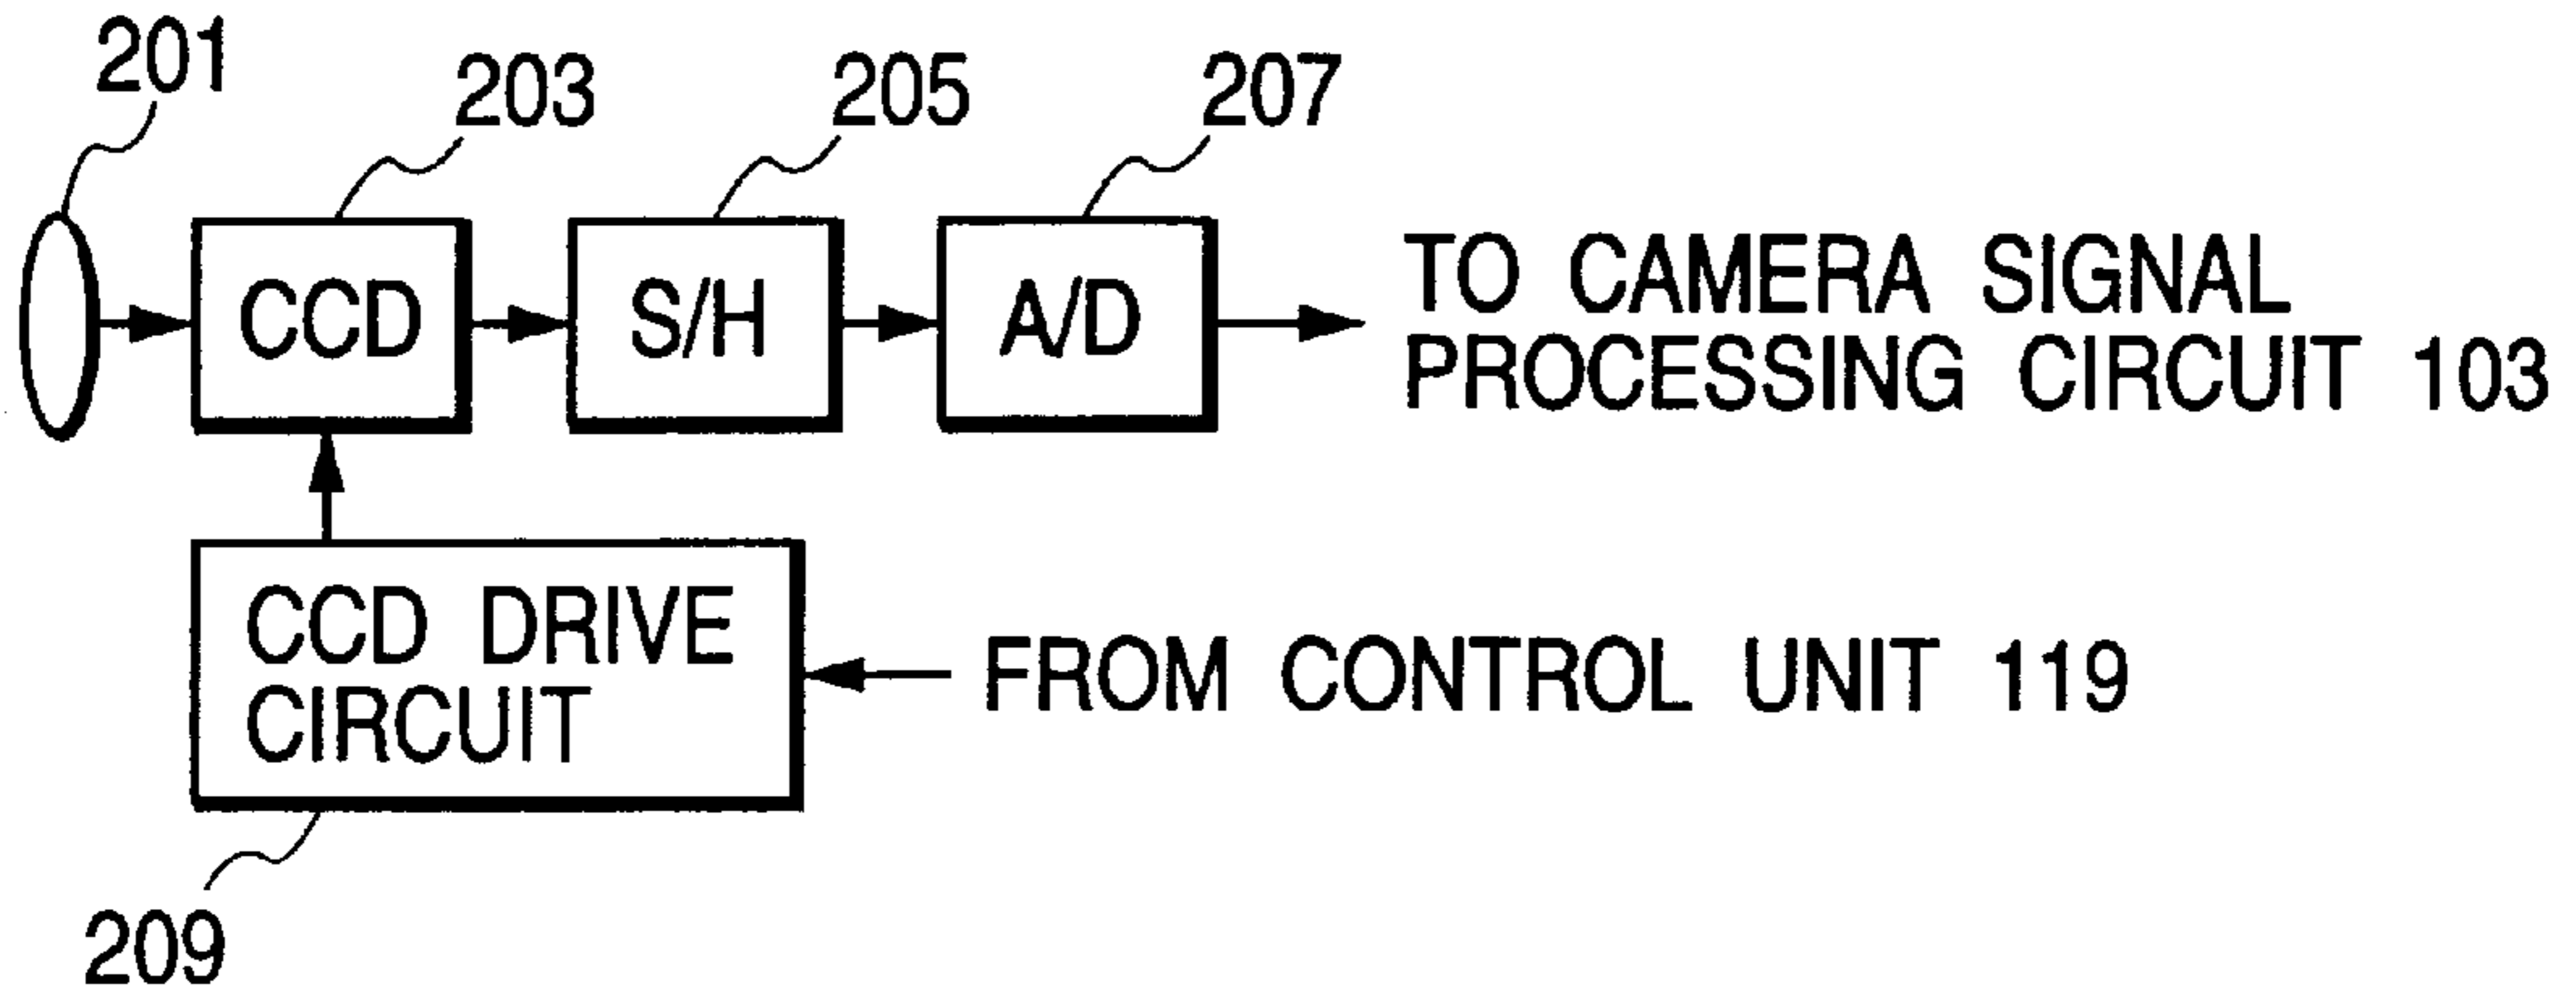 201
203
205
207
CCD
S/H
A/D
TO CAMERA SIGNAL
PROCESSING CIRCUIT 103
CCD DRIVE
CIRCUIT
FROM CONTROL UNIT 119
209